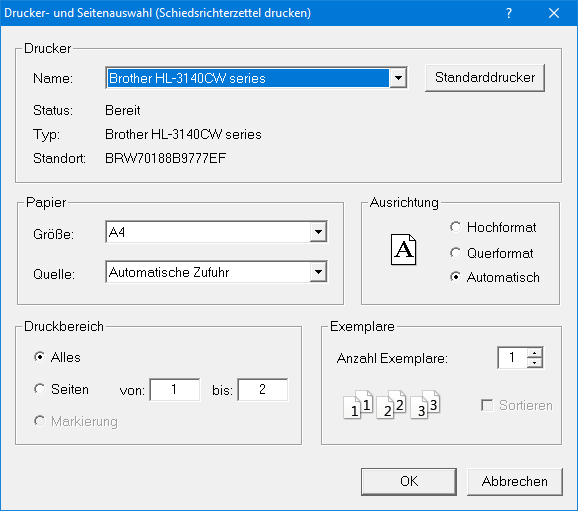 Drucker- und Seitenauswahl (Schiedsrichterzettel drucken)
Drucker
Name: Brother HL-3140CW series Standarddrucker
Status: Bereit
Typ: Brother HL-3140CW series
Standort: BRW70188B9777EF
Papier
Größe: A4
Quelle: Automatische Zufuhr
Ausrichtung
A
Hochformat
Querformat
Automatisch
Druckbereich
Alles
Seiten von: 1 bis: 2
Markierung
Exemplare
Anzahl Exemplare: 1
1 1 2 2 3 3 Sortieren
OK Abbrechen